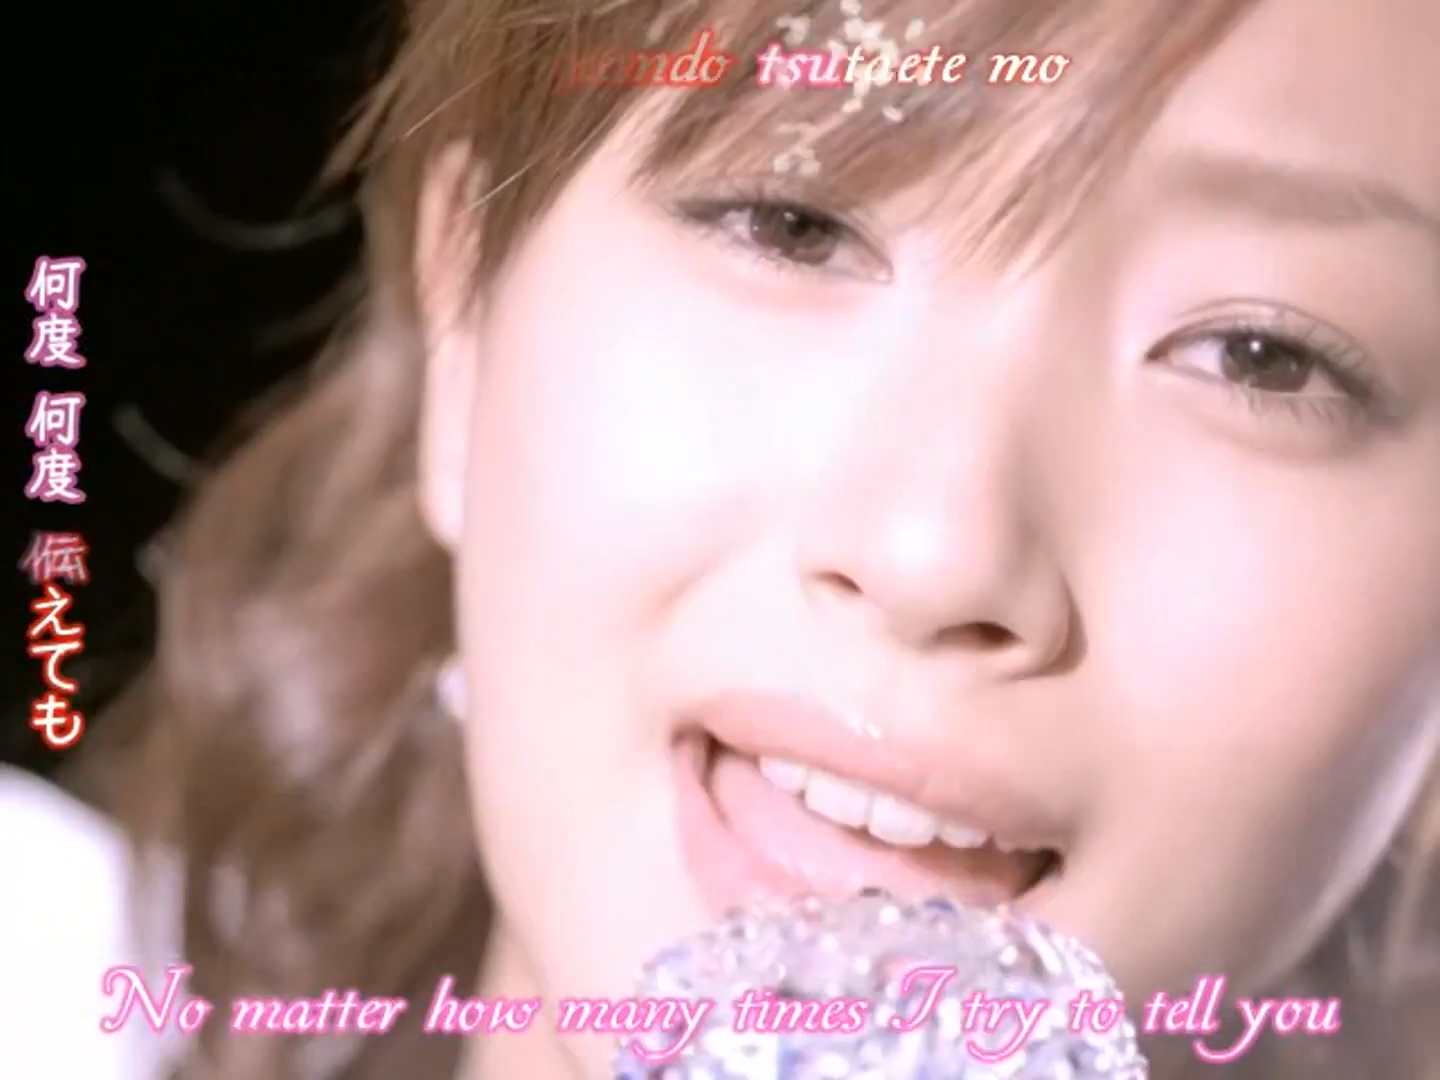 nando tsutaete mo
何度 何度 伝えても
No matter how many times I try to tell you